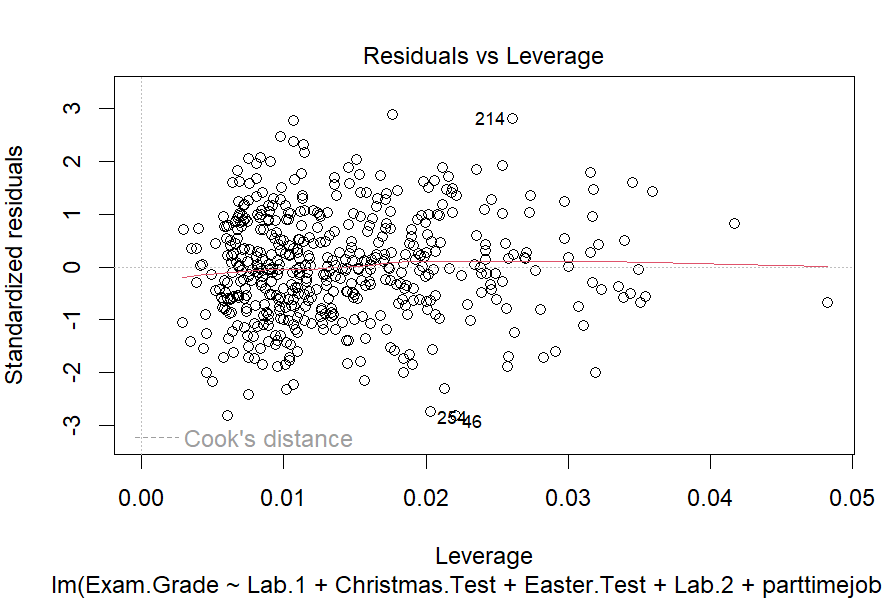 Residuals vs Leverage
Standardized residuals
3
2
1
0
-1
-2
-3
214
254
46
Cook's distance
0.00 0.01 0.02 0.03 0.04 0.05
Leverage
lm(Exam.Grade ~ Lab.1 + Christmas.Test + Easter.Test + Lab.2 + parttimejob